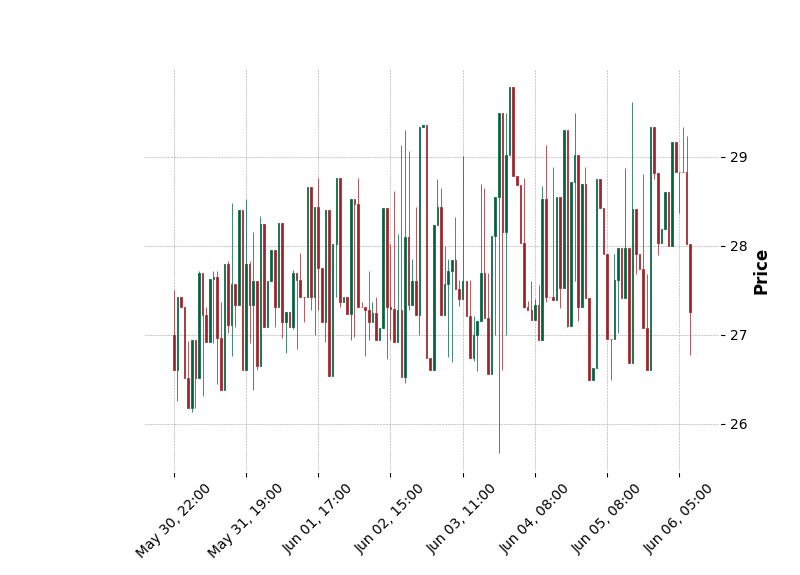 29
28
27
26
Price
May 30, 22:00
May 31, 19:00
Jun 01, 17:00
Jun 02, 15:00
Jun 03, 11:00
Jun 04, 08:00
Jun 05, 08:00
Jun 06, 05:00